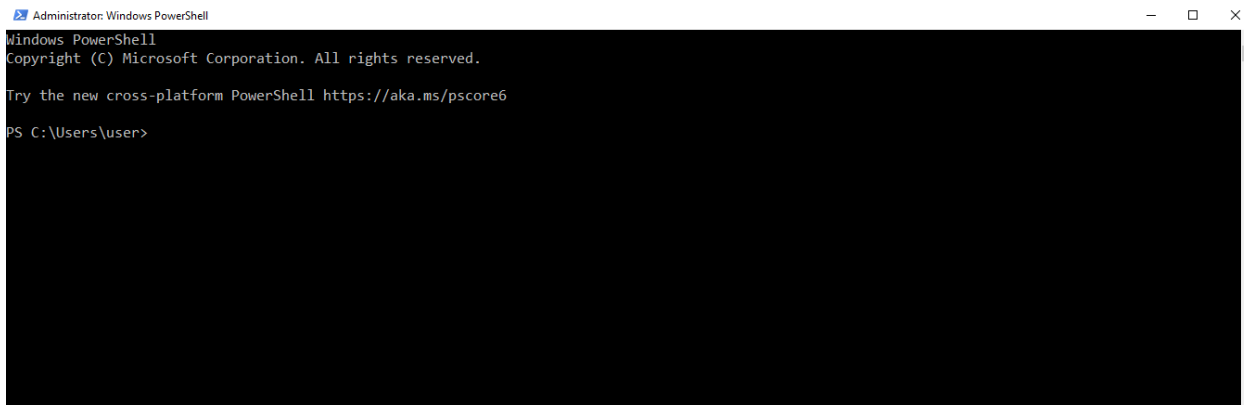 Administrator: Windows PowerShell
Windows PowerShell
Copyright (C) Microsoft Corporation. All rights reserved.
Try the new cross-platform PowerShell https://aka.ms/pscore6
PS C:\Users\user>